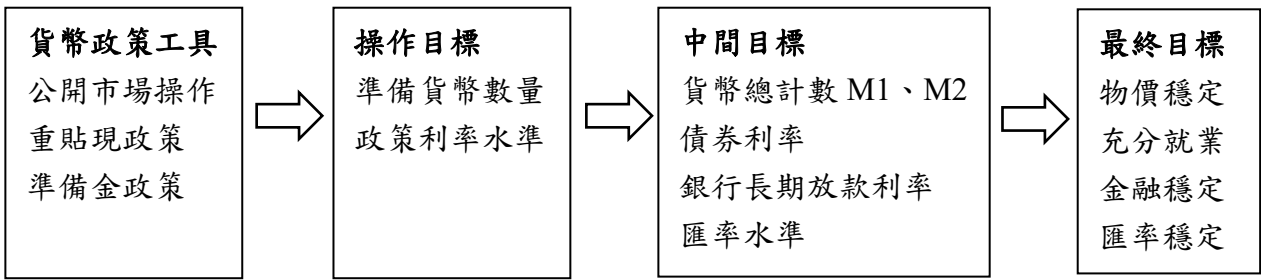 貨幣政策工具
公開市場操作
重貼現政策
準備金政策
操作目標
準備貨幣數量
政策利率水準
中間目標
貨幣總計數 M1、M2
債券利率
銀行長期放款利率
匯率水準
最終目標
物價穩定
充分就業
金融穩定
匯率穩定